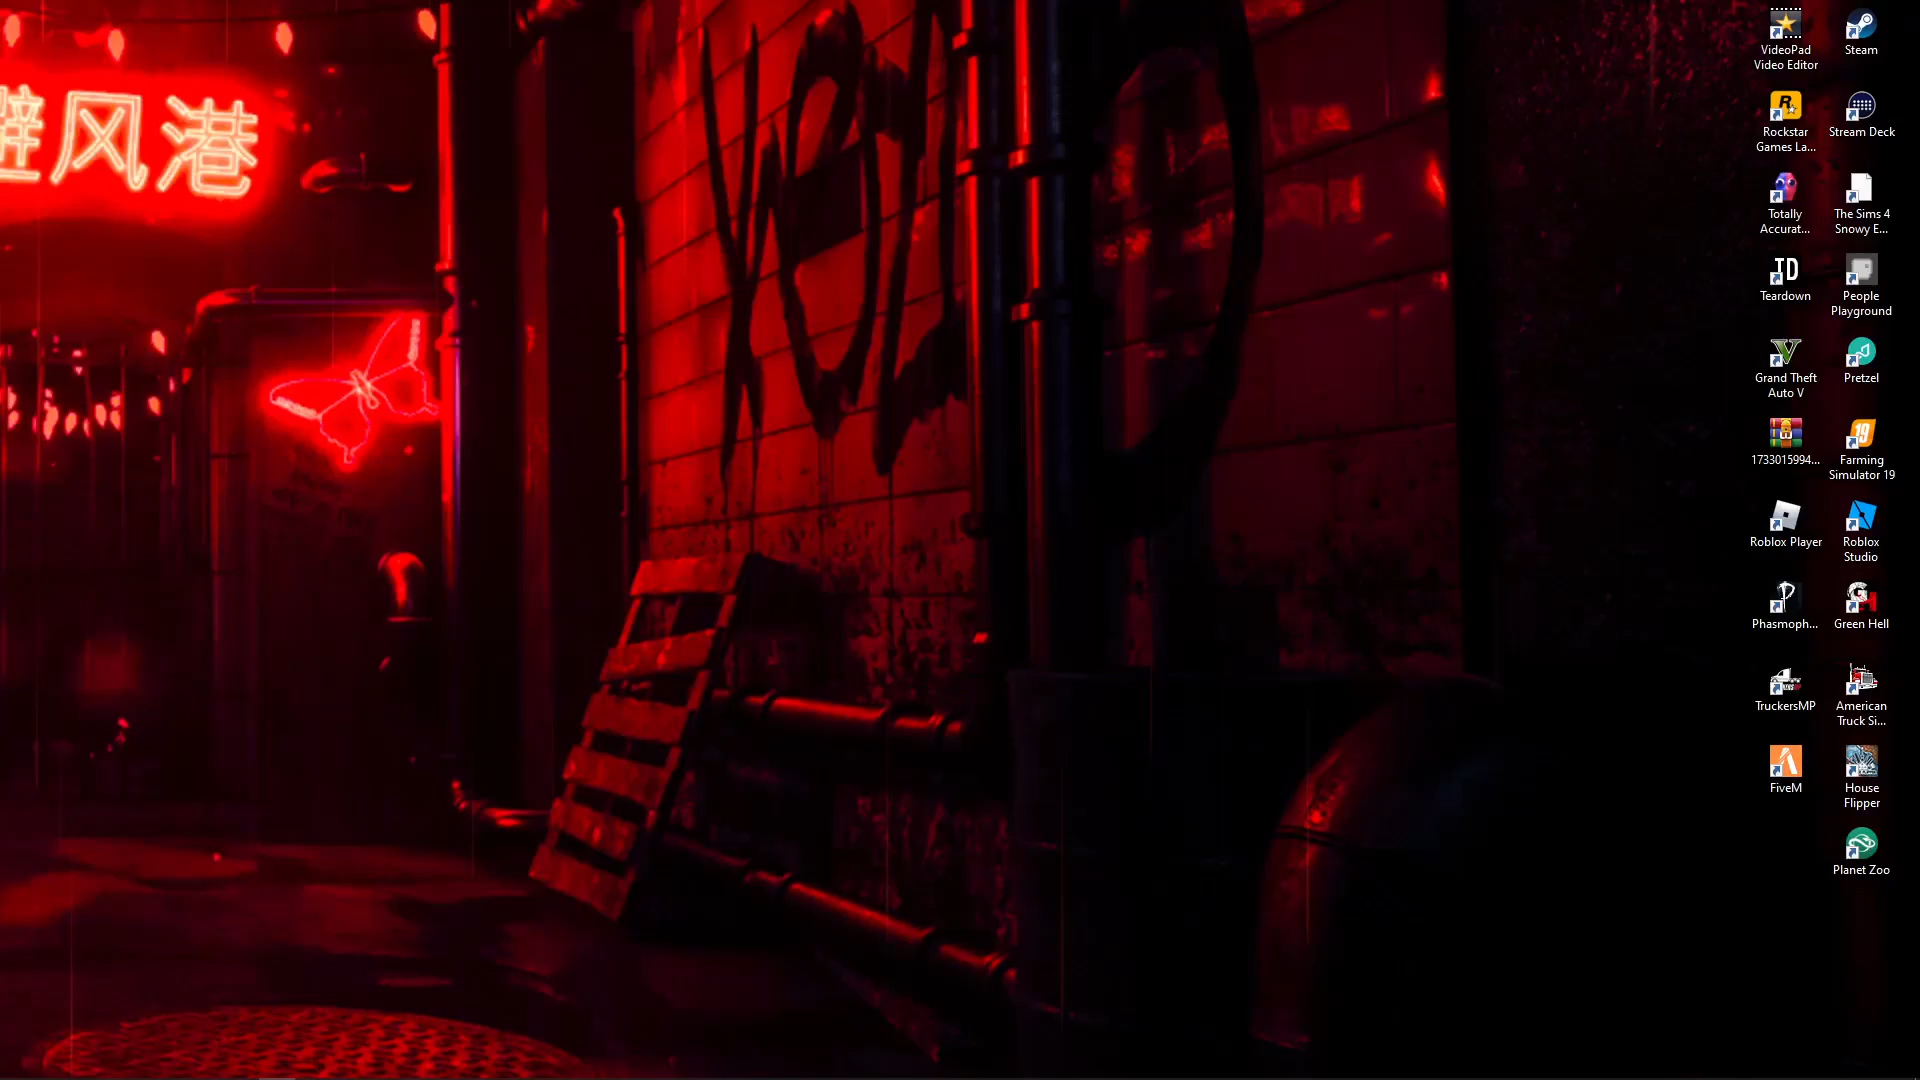 避风港
VideoPad
Video Editor
Steam
Rockstar
Games La...
Stream Deck
Totally
Accurat...
The Sims 4
Snowy E...
Teardown
People
Playground
Grand Theft
Auto V
Pretzel
1733015994...
Farming
Simulator 19
Roblox Player
Roblox
Studio
Phasmoph...
Green Hell
TruckersMP
American
Truck Si...
FiveM
House
Flipper
Planet Zoo